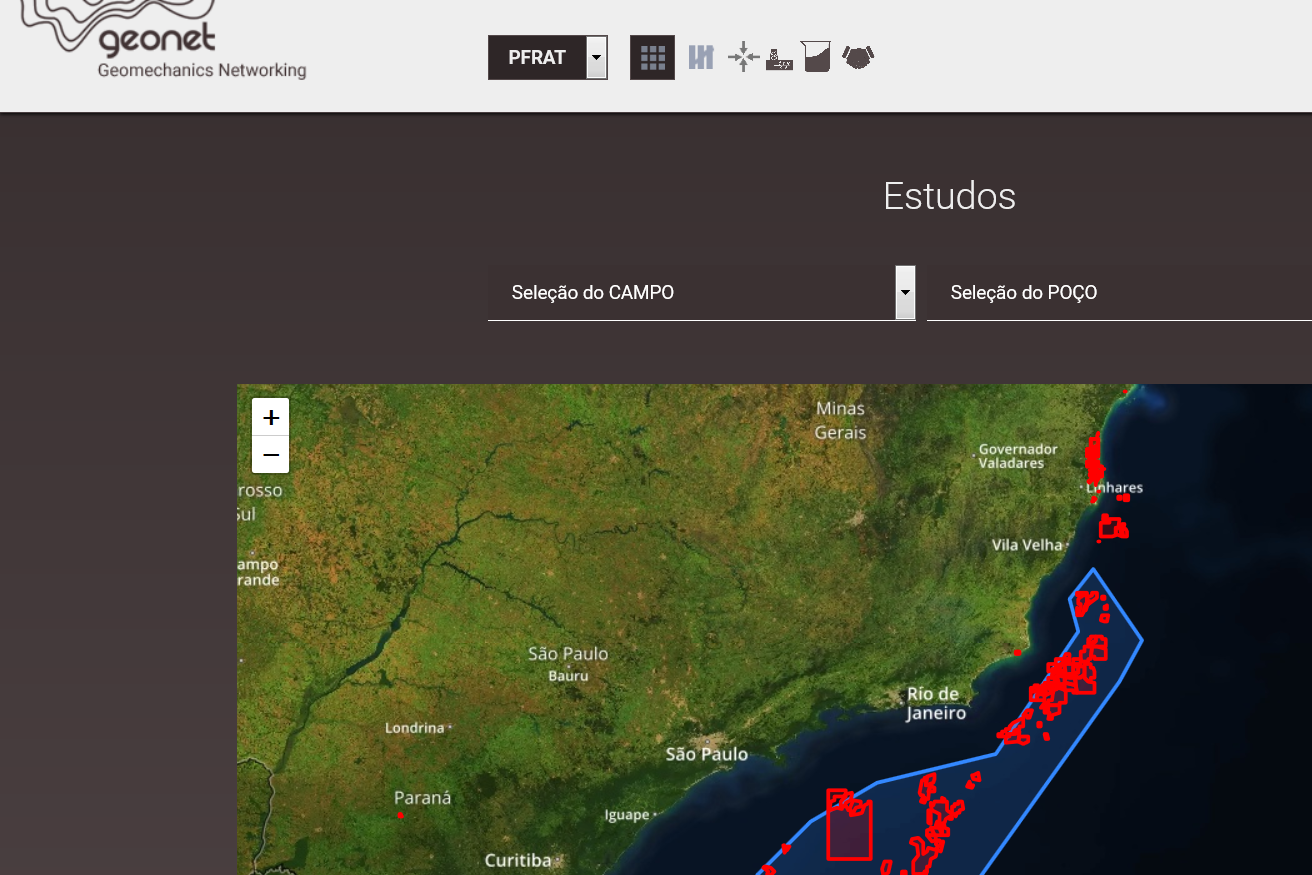 geonet
Geomechanics Networking
PFRAT
Estudos
Seleção do CAMPO
Seleção do POÇO
+
−
Minas
Gerais
Governador
Valadares
rosso
Sul
Linhares
Vila Velha
ampo
rande
São Paulo
Bauru
Río de
Janeiro
Londrina
São Paulo
Paraná
Iguape
Curitiba